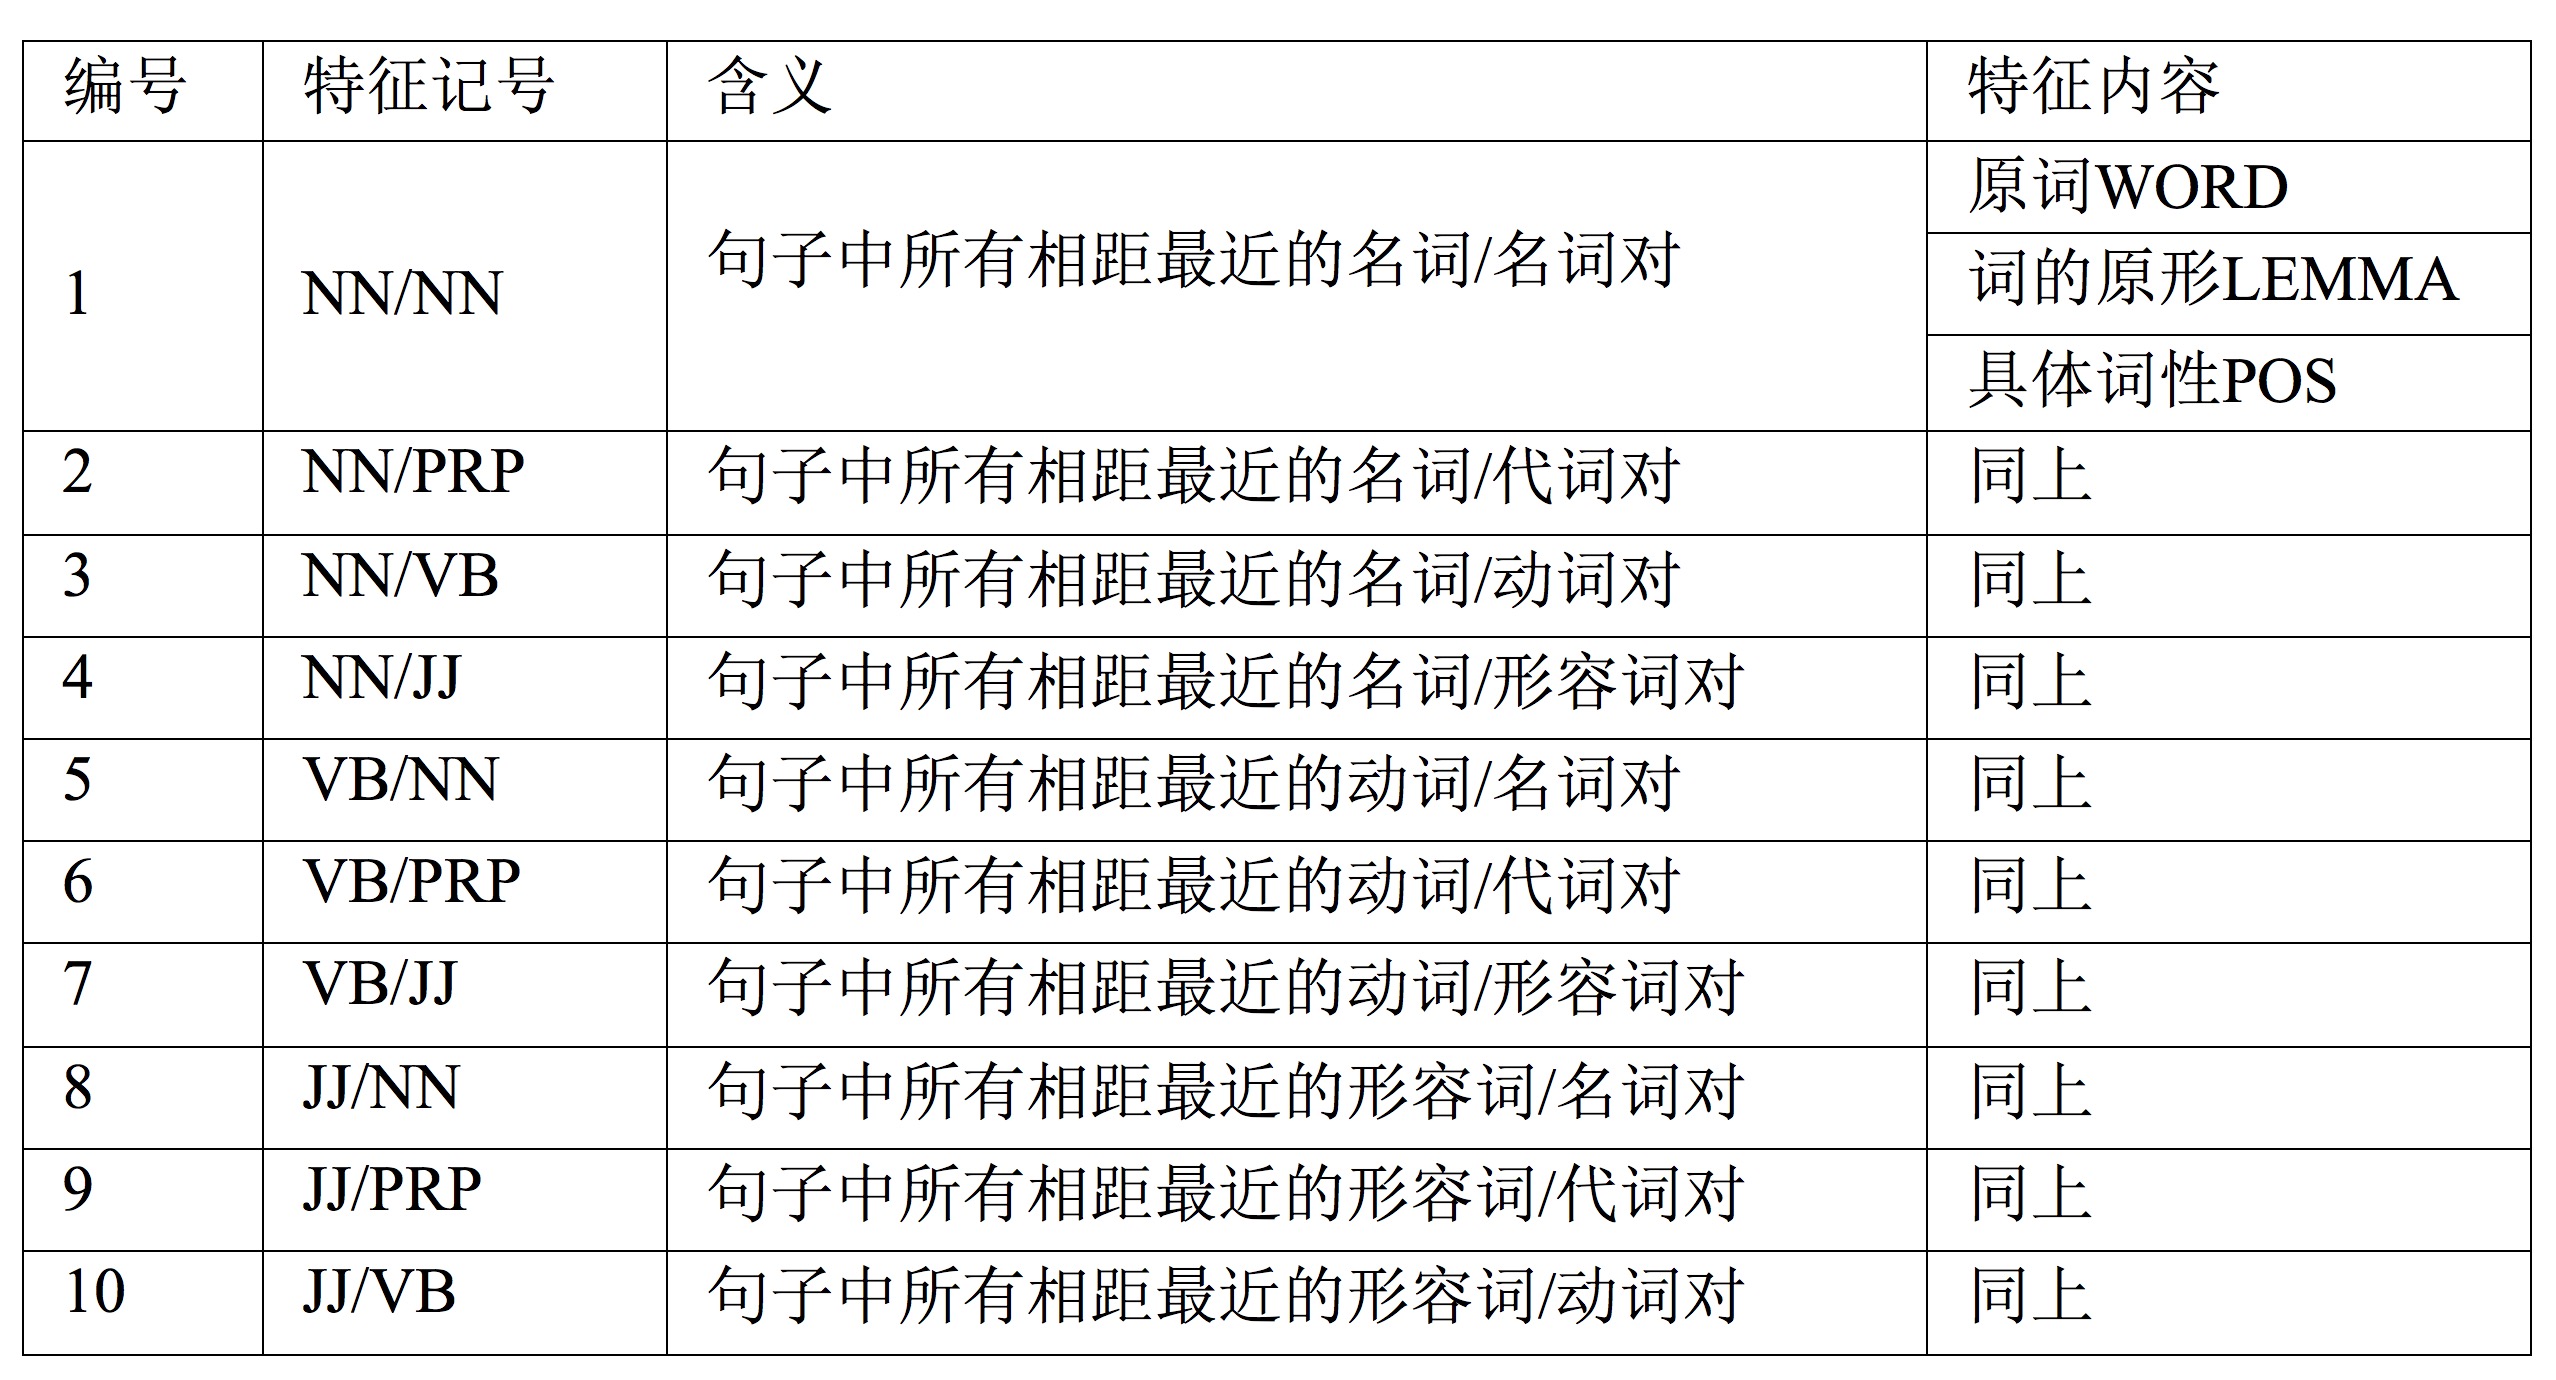 编号 特征记号 含义 特征内容
1 NN/NN 句子中所有相距最近的名词/名词对 原词WORD
词的原形LEMMA
具体词性POS
2 NN/PRP 句子中所有相距最近的名词/代词对 同上
3 NN/VB 句子中所有相距最近的名词/动词对 同上
4 NN/JJ 句子中所有相距最近的名词/形容词对 同上
5 VB/NN 句子中所有相距最近的动词/名词对 同上
6 VB/PRP 句子中所有相距最近的动词/代词对 同上
7 VB/JJ 句子中所有相距最近的动词/形容词对 同上
8 JJ/NN 句子中所有相距最近的形容词/名词对 同上
9 JJ/PRP 句子中所有相距最近的形容词/代词对 同上
10 JJ/VB 句子中所有相距最近的形容词/动词对 同上